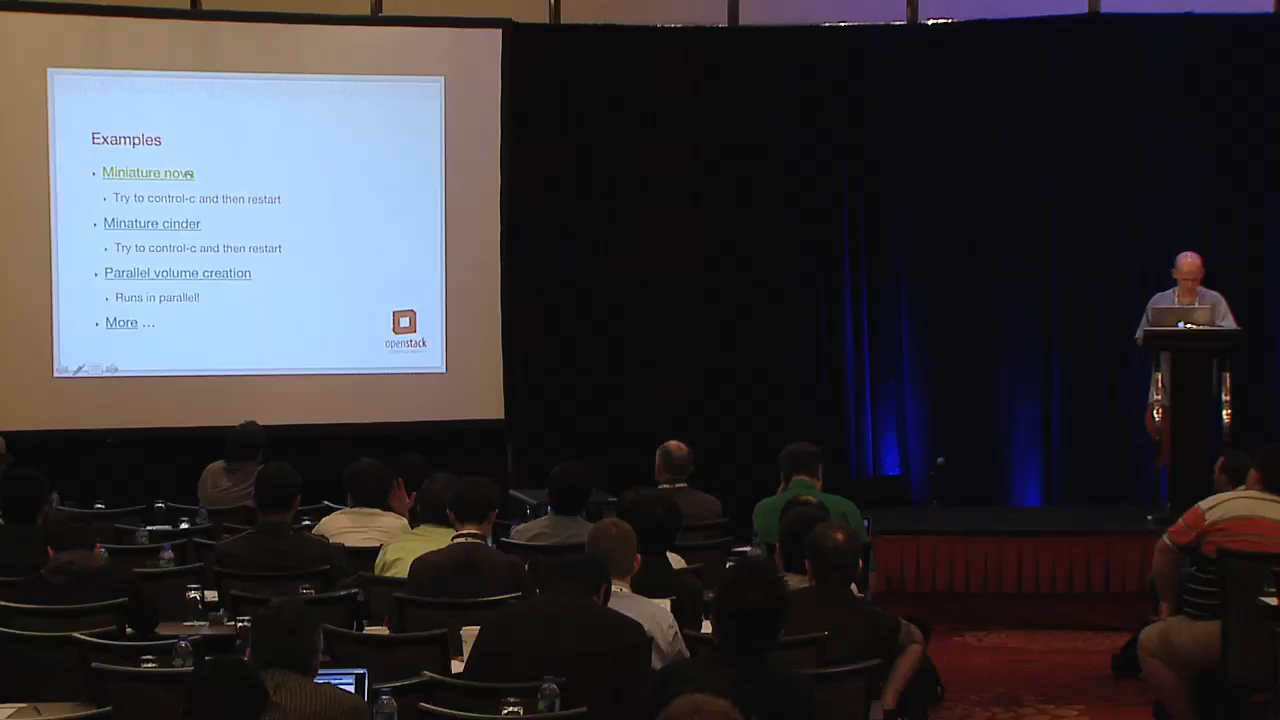 Examples
Miniature nova
Try to control-c and then restart
Minature cinder
Try to control-c and then restart
Parallel volume creation
Runs in parallel!
More …
openstack